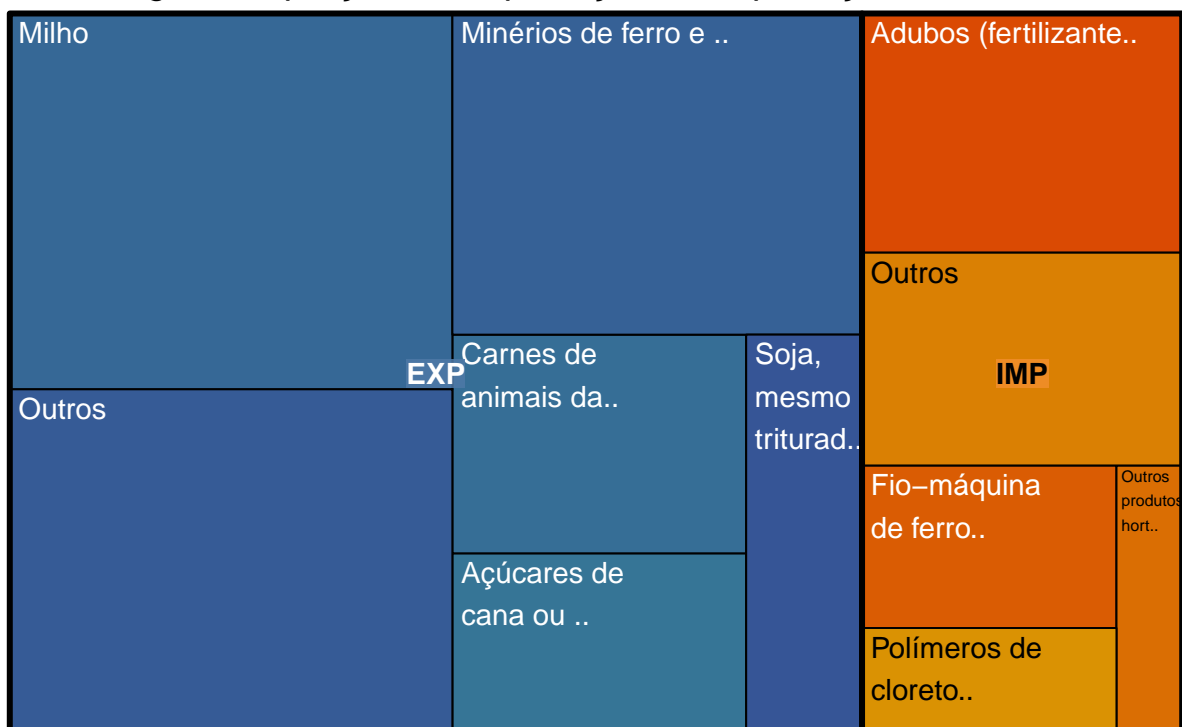 Milho
Minérios de ferro e ..
Adubos (fertilizante..
Outros
Carnes de
animais da..
Soja,
mesmo
triturad..
EXP
IMP
Outros
Fio−máquina
de ferro..
Outros
produtos
hort..
Açúcares de
cana ou ..
Polímeros de
cloreto..